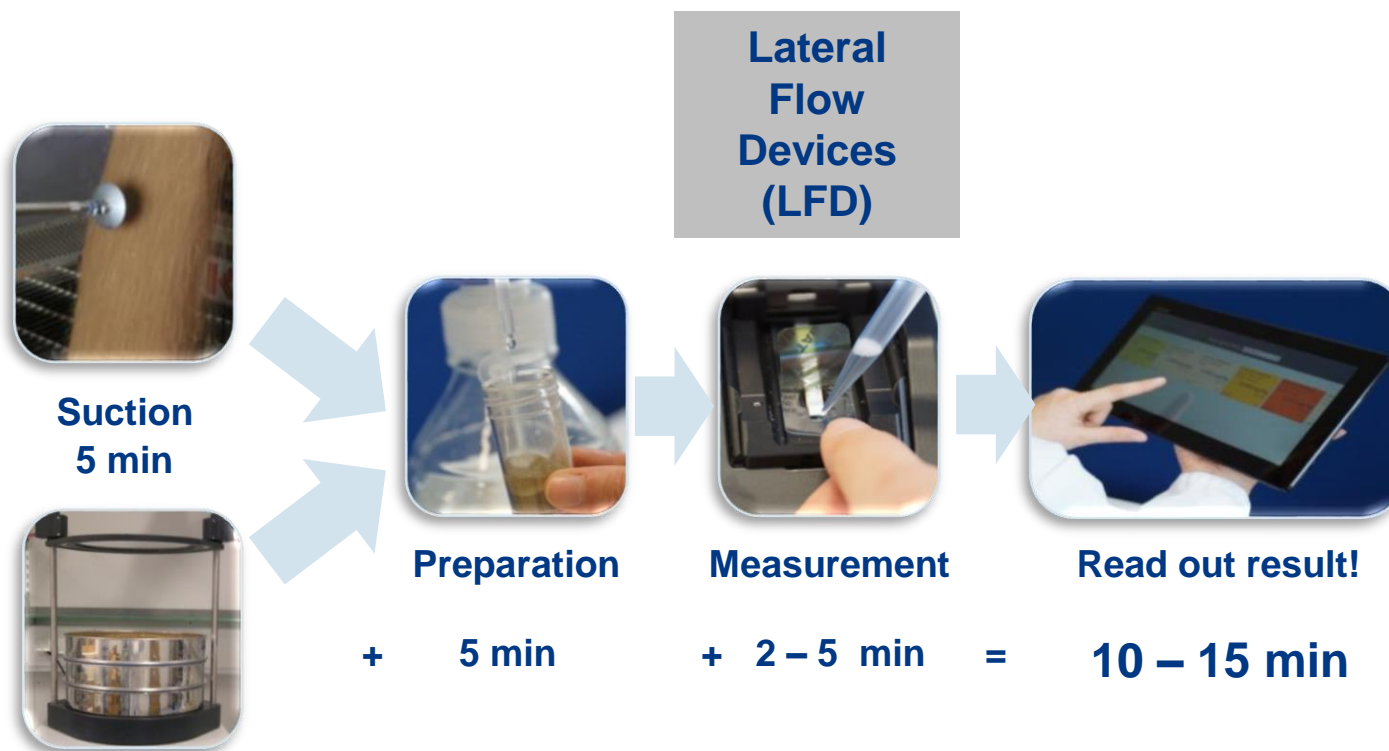 Lateral
Flow
Devices
(LFD)
Suction
5 min
Preparation
Measurement
Read out result!
+ 5 min + 2 – 5 min = 10 – 15 min